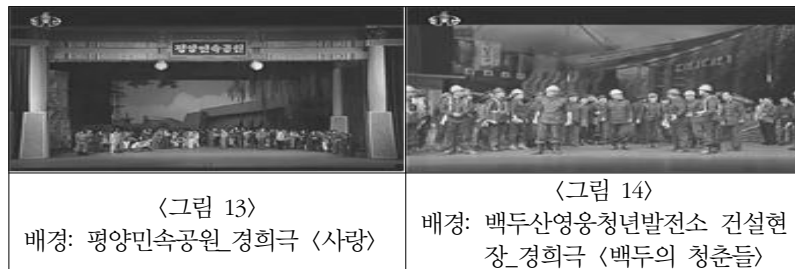 평양민속공원
〈그림 13〉
배경: 평양민속공원_경희극 〈사랑〉
〈그림 14〉
배경: 백두산영웅청년발전소 건설현
장_경희극 〈백두의 청춘들〉